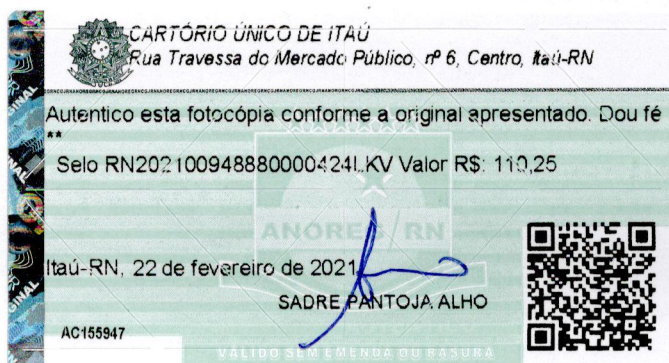 CARTÓRIO ÚNICO DE ITAÚ
Rua Travessa do Mercado Público, nº 6, Centro, Itaú-RN
Autentico esta fotocópia conforme a original apresentado. Dou fé
**
Selo RN202100948880000424LKV Valor R$: 110,25
ANORES/RN
Itaú-RN, 22 de fevereiro de 2021
SADRE PANTOJA ALHO
AC155947
VÁLIDO SEM EMENDA OU RASURA